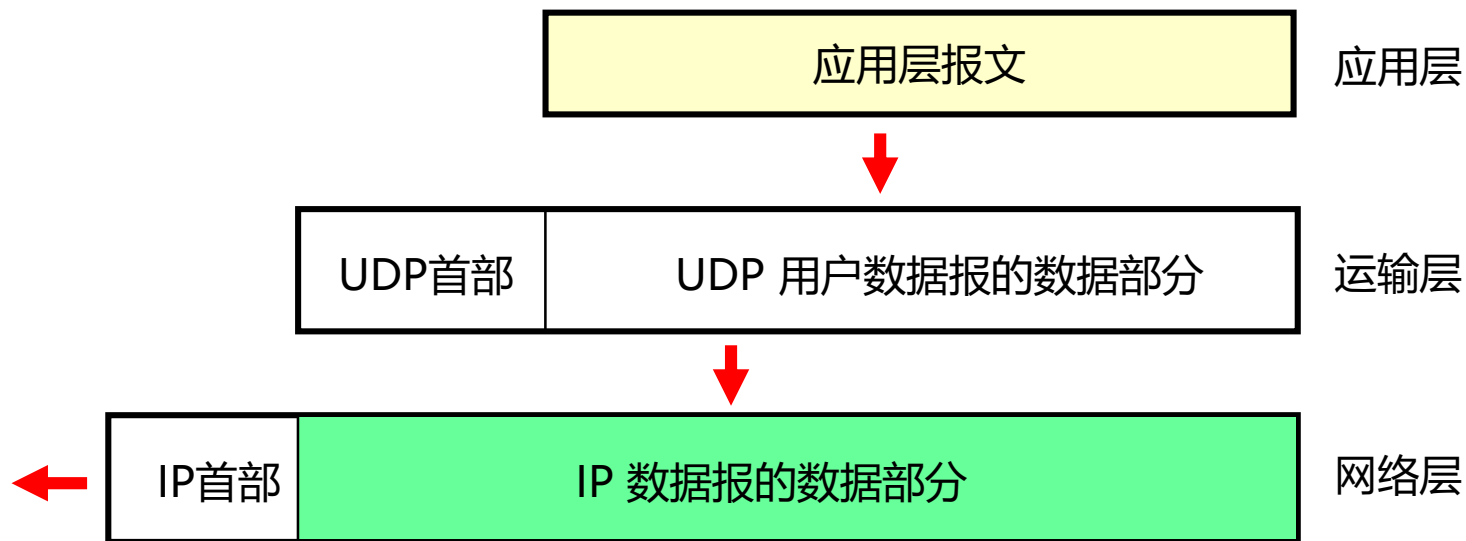 应用层报文
应用层
UDP首部
UDP 用户数据报的数据部分
运输层
IP首部
IP 数据报的数据部分
网络层